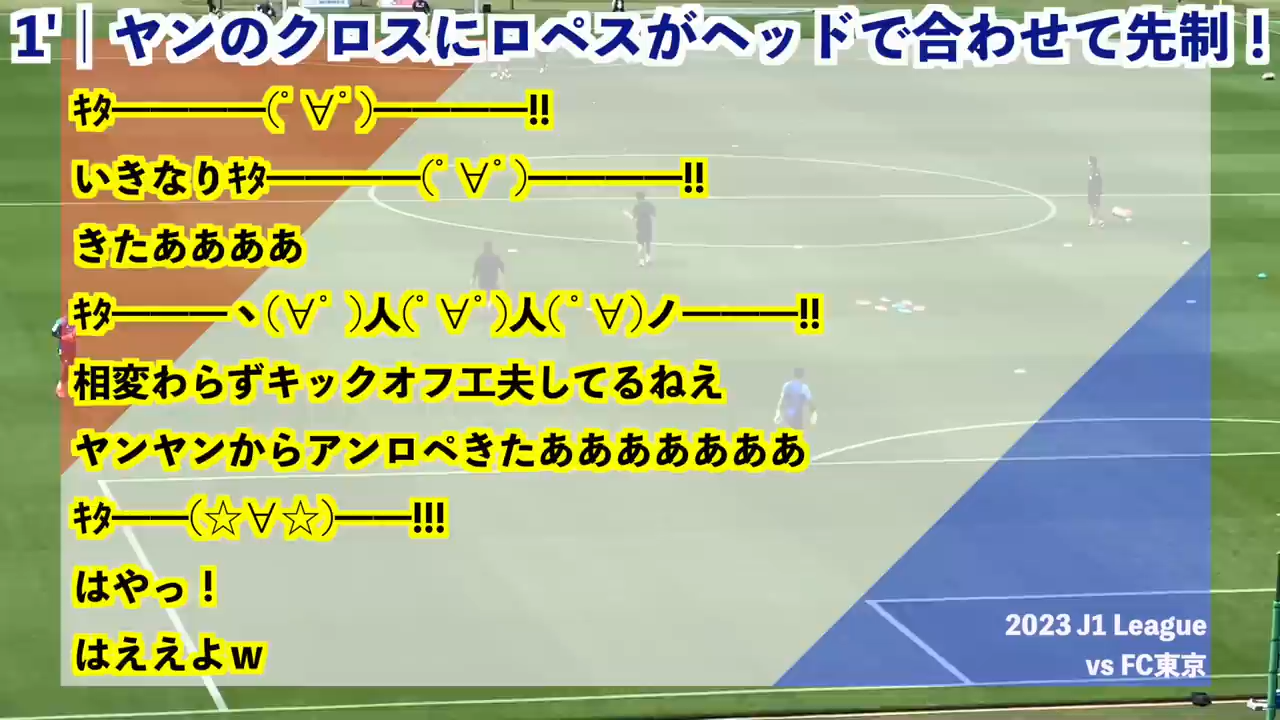 1'｜ヤンのクロスにロペスがヘッドで合わせて先制！
ｷﾀ━━━━(ﾟ∀ﾟ)━━━━!!
いきなりｷﾀ━━━━(ﾟ∀ﾟ)━━━━!!
きたああああ
ｷﾀ━━━ヽ(∀ﾟ )人(ﾟ∀ﾟ)人( ﾟ∀)ノ━━━!!
相変わらずキックオフ工夫してるねえ
ヤンヤンからアンロペきたあああああああ
ｷﾀ━━(☆∀☆)━━!!!
はやっ！
はええよw
2023 J1 League
vs FC東京